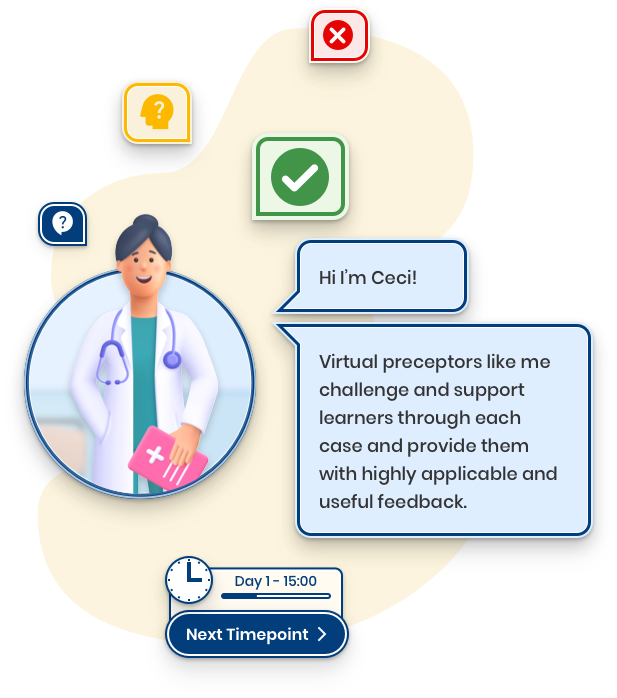 ?
?
Hi I’m Ceci!
Virtual preceptors like me
challenge and support
learners through each
case and provide them
with highly applicable and
useful feedback.
Day 1 - 15:00
Next Timepoint